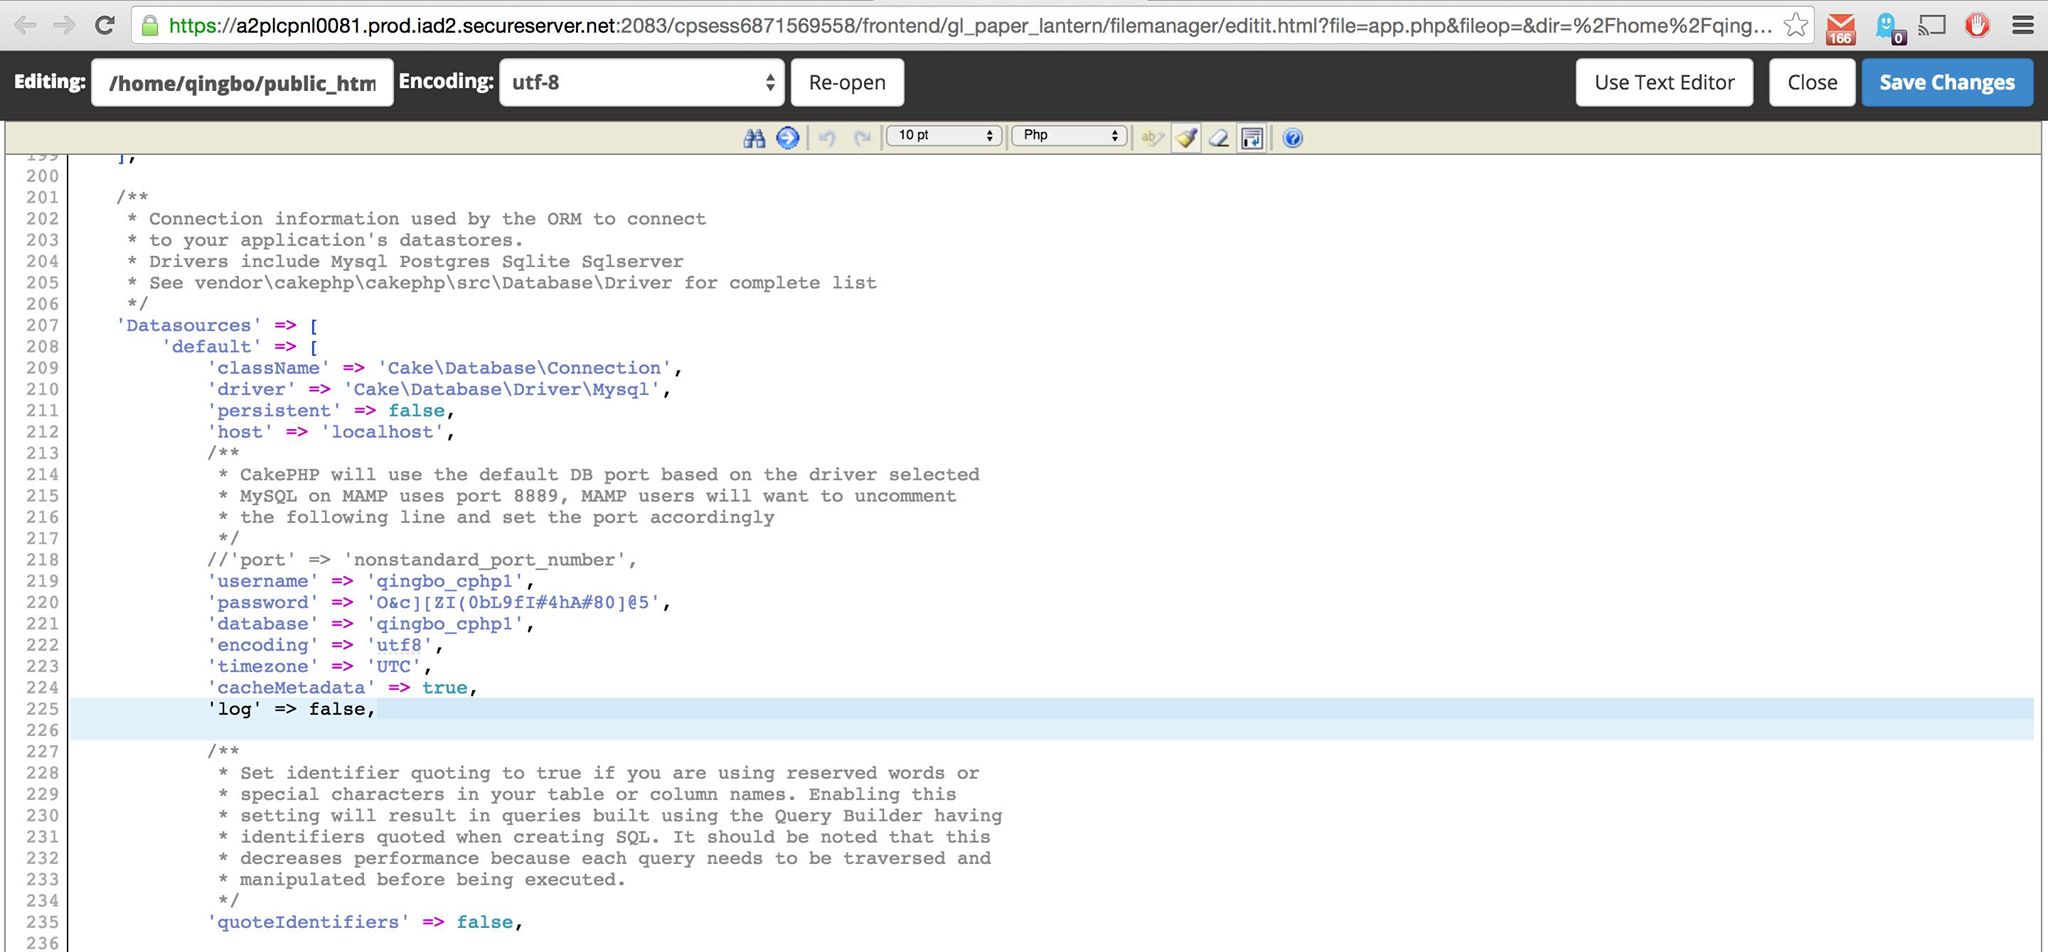 https://a2plcpnl0081.prod.iad2.secureserver.net:2083/cpsess6871569558/frontend/gl_paper_lantern/filemanager/editit.html?file=app.php&fileop=&dir=%2Fhome%2Fqing...
166
0
Editing: /home/qingbo/public_htm Encoding: utf-8 Re-open Use Text Editor Close Save Changes
10 pt Php
199 ],
200
201 /**
202 * Connection information used by the ORM to connect
203 * to your application's datastores.
204 * Drivers include Mysql Postgres Sqlite Sqlserver
205 * See vendor\cakephp\cakephp\src\Database\Driver for complete list
206 */
207 'Datasources' => [
208 'default' => [
209 'className' => 'Cake\Database\Connection',
210 'driver' => 'Cake\Database\Driver\Mysql',
211 'persistent' => false,
212 'host' => 'localhost',
213 /**
214 * CakePHP will use the default DB port based on the driver selected
215 * MySQL on MAMP uses port 8889, MAMP users will want to uncomment
216 * the following line and set the port accordingly
217 */
218 //'port' => 'nonstandard_port_number',
219 'username' => 'qingbo_cphp1',
220 'password' => 'O&c][ZI(0bL9fI#4hA#80]@5',
221 'database' => 'qingbo_cphp1',
222 'encoding' => 'utf8',
223 'timezone' => 'UTC',
224 'cacheMetadata' => true,
225 'log' => false,
226
227 /**
228 * Set identifier quoting to true if you are using reserved words or
229 * special characters in your table or column names. Enabling this
230 * setting will result in queries built using the Query Builder having
231 * identifiers quoted when creating SQL. It should be noted that this
232 * decreases performance because each query needs to be traversed and
233 * manipulated before being executed.
234 */
235 'quoteIdentifiers' => false,
236